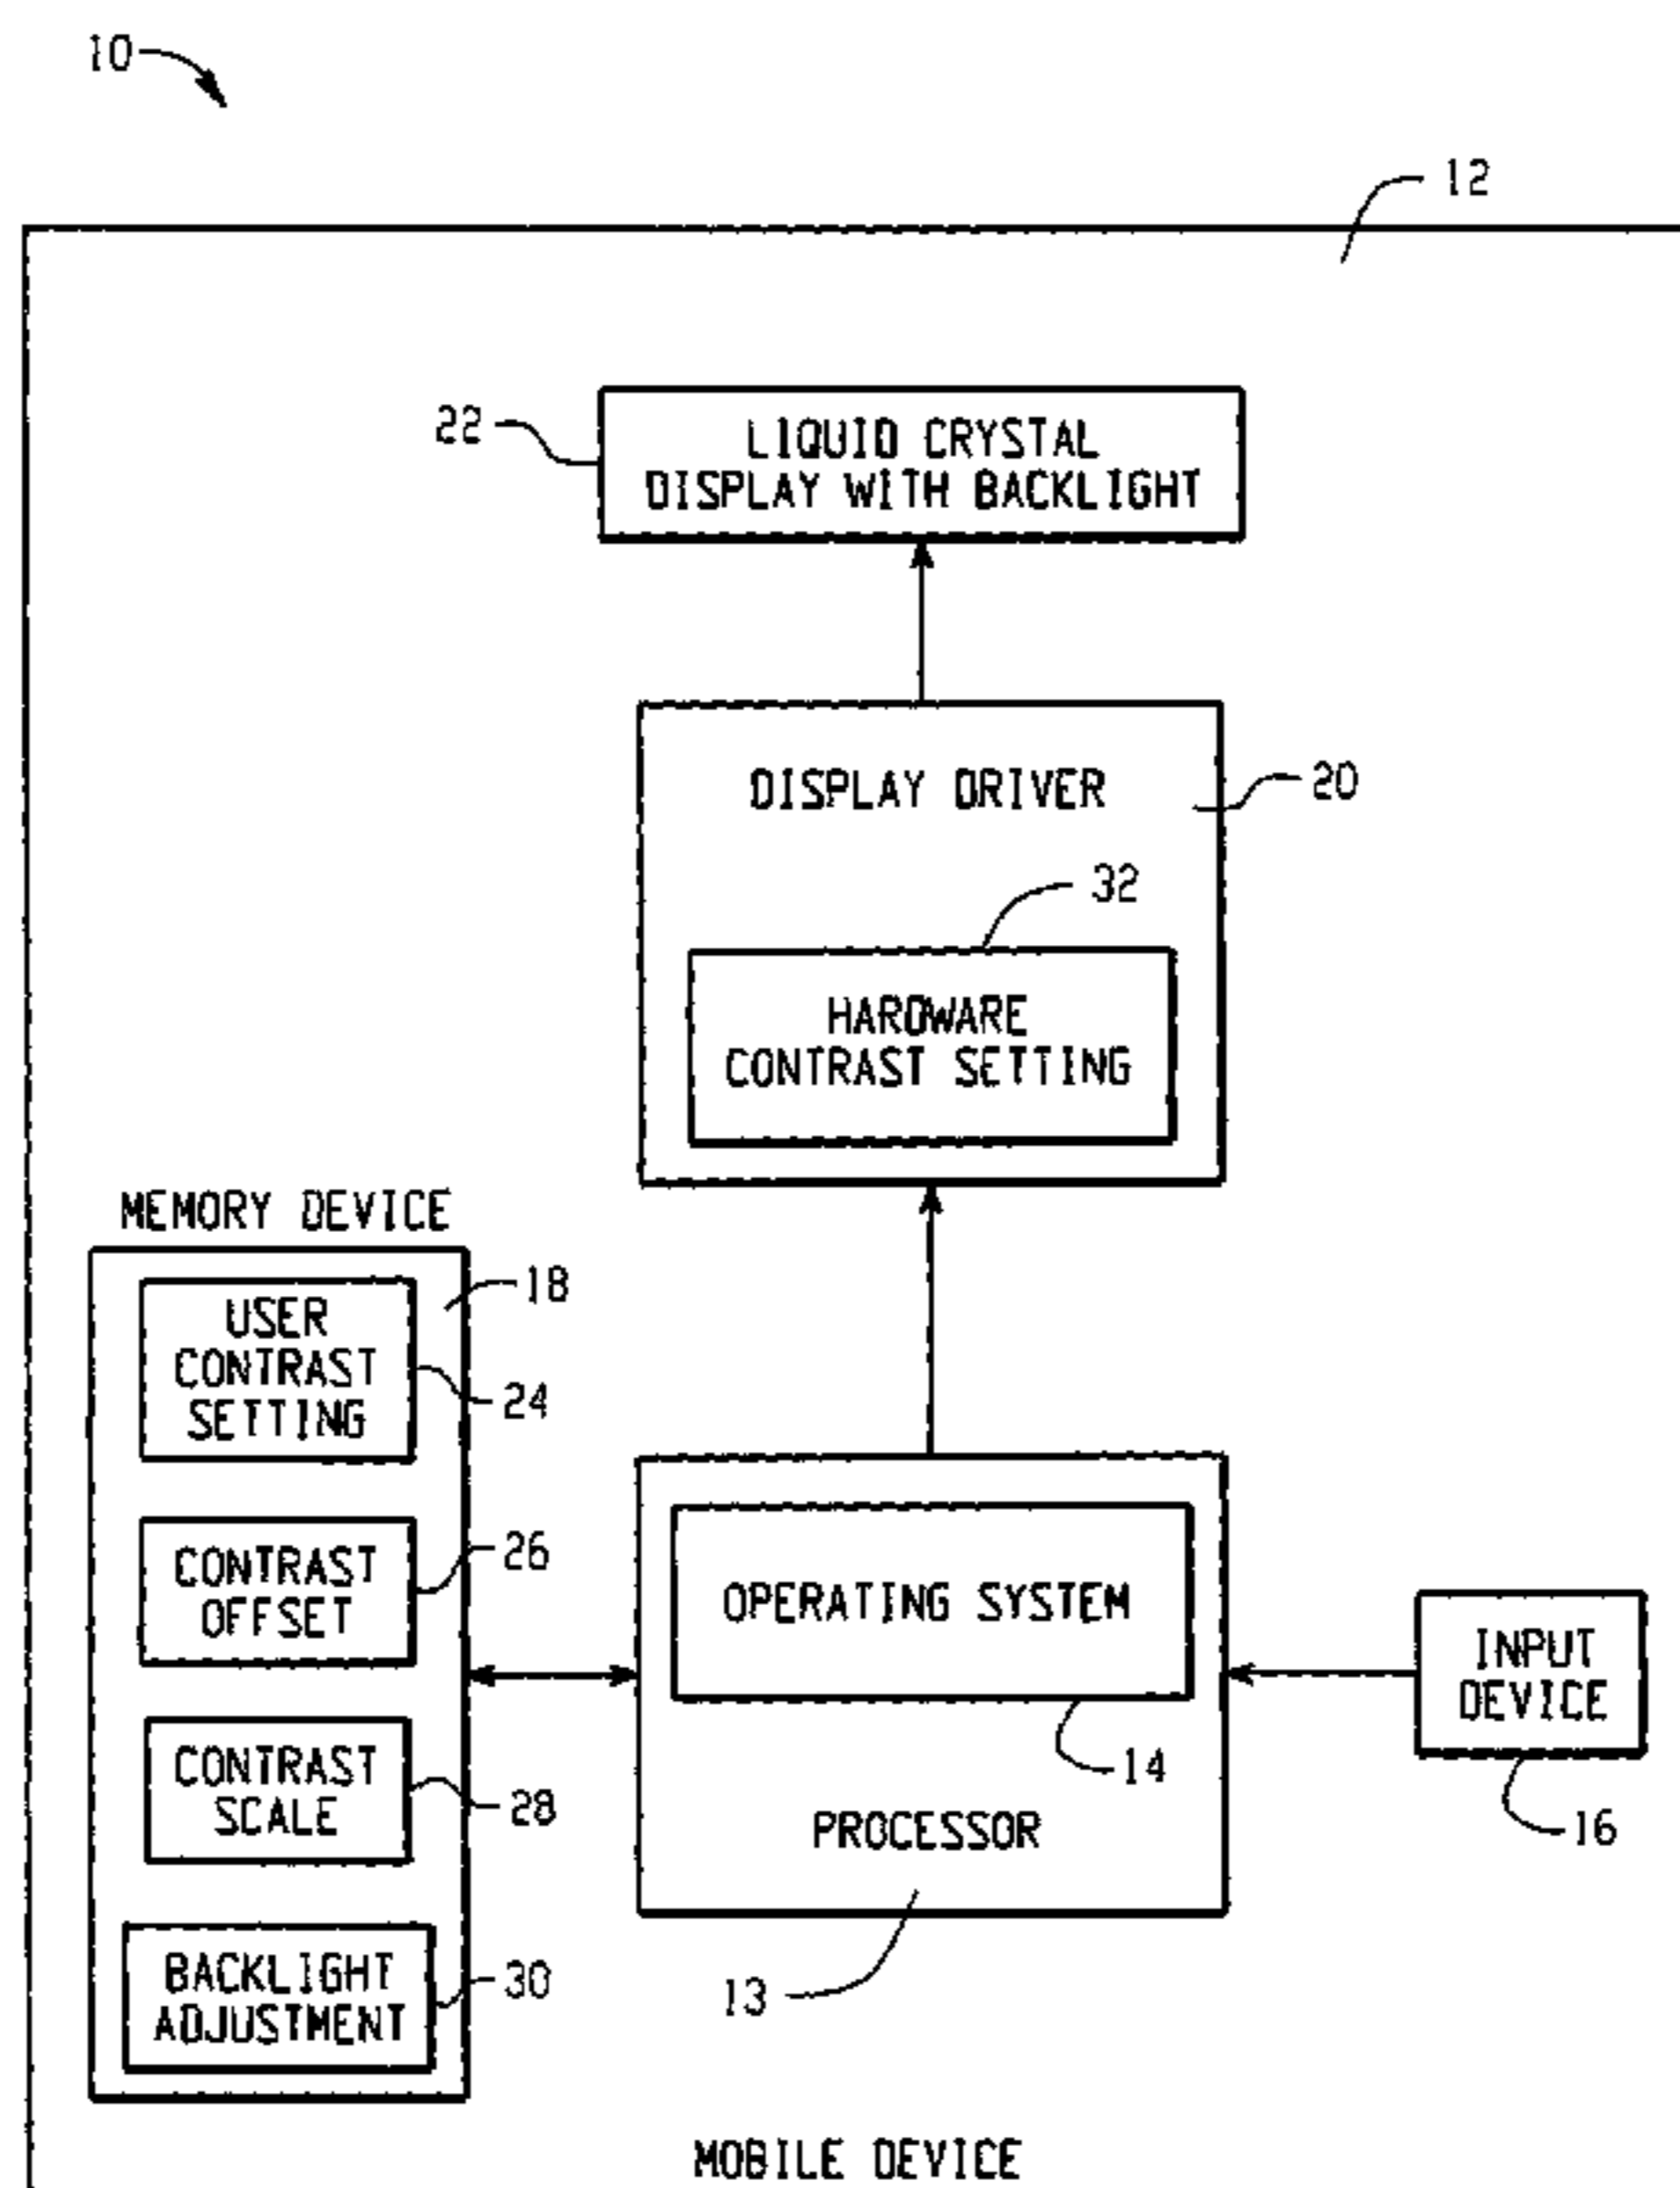 10
12
22
LIQUID CRYSTAL
DISPLAY WITH BACKLIGHT
DISPLAY DRIVER
20
32
HARDWARE
CONTRAST SETTING
MEMORY DEVICE
18
USER
CONTRAST
SETTING
24
CONTRAST
OFFSET
26
CONTRAST
SCALE
28
BACKLIGHT
ADJUSTMENT
30
OPERATING SYSTEM
14
PROCESSOR
13
INPUT
DEVICE
16
MOBILE DEVICE